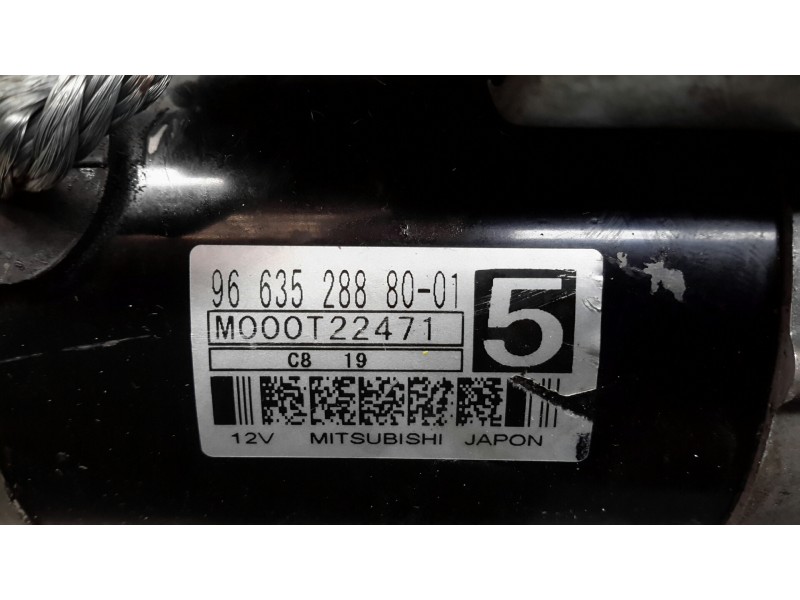 96 635 288 80-01
5
M000T22471
C8 19
12V MITSUBISHI JAPON